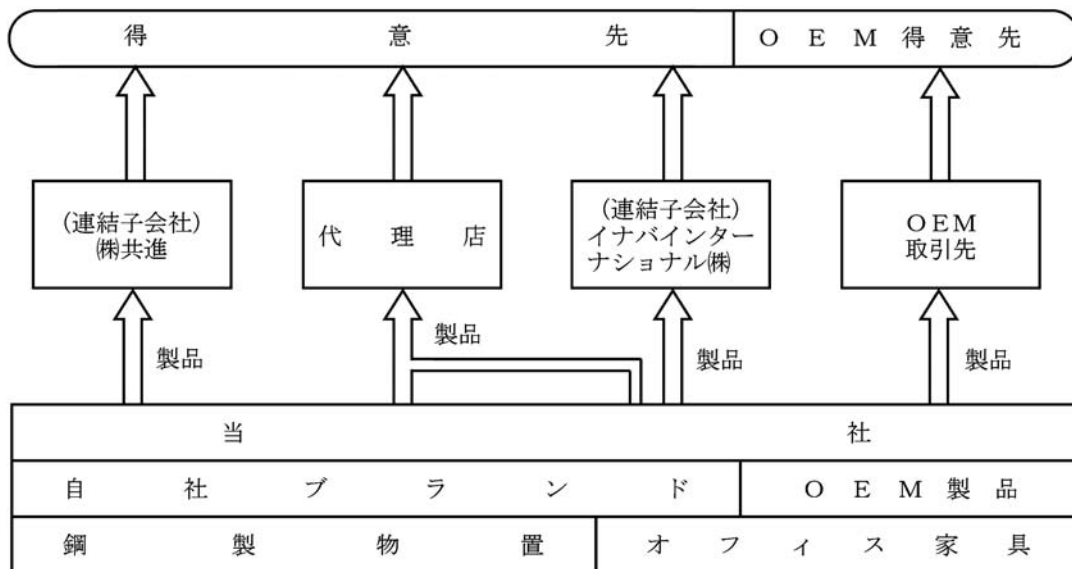 得意先
OEM得意先
(連結子会社)
㈱共進
代理店
(連結子会社)
イナバインター
ナショナル㈱
OEM
取引先
製品
製品
製品
製品
当社
自社ブランド
OEM製品
鋼製物置
オフィス家具